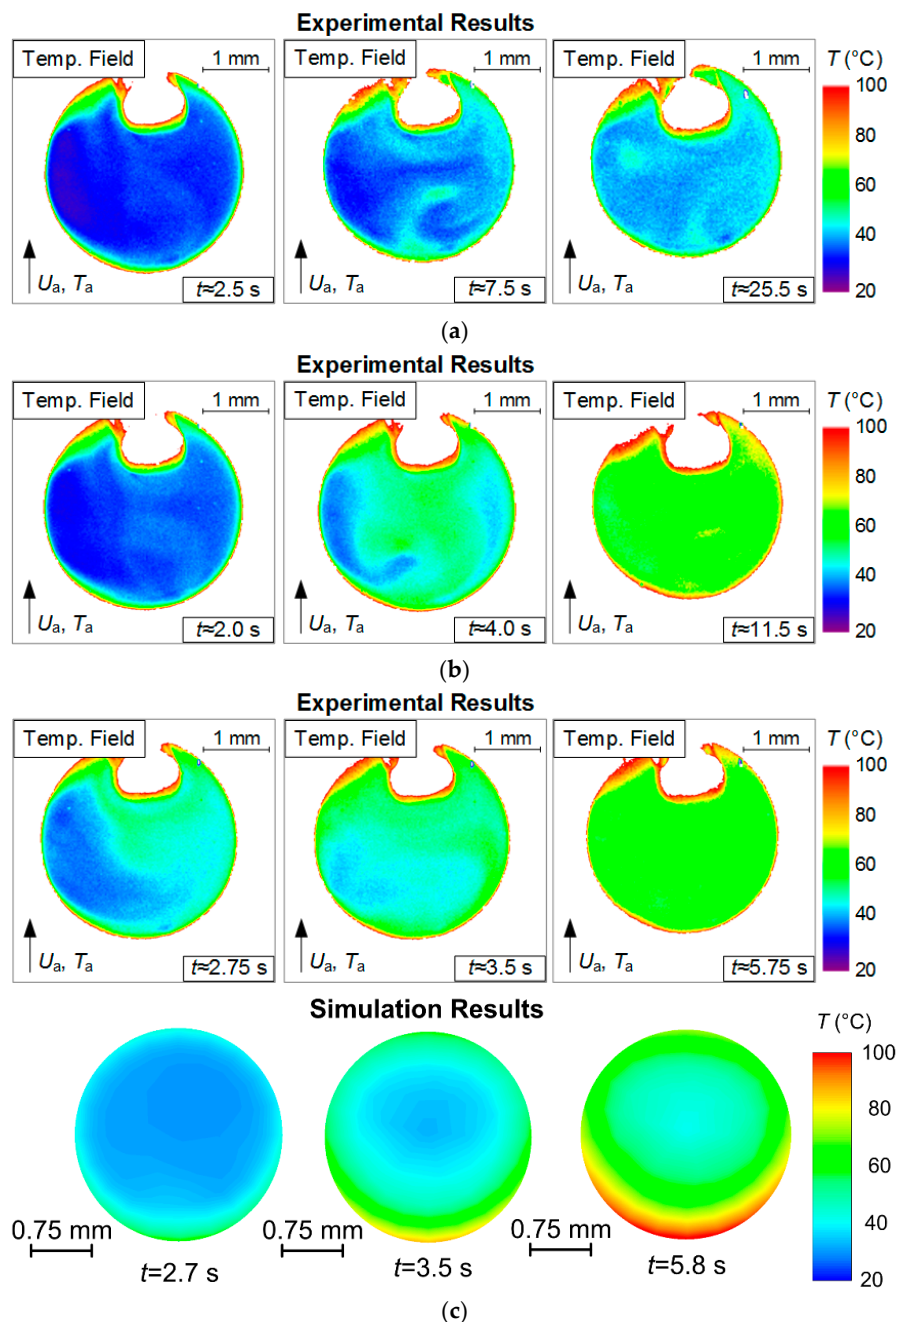 Experimental Results
Temp. Field 1 mm Temp. Field 1 mm Temp. Field 1 mm T (°C)
100
80
60
40
20
Ua, Ta t≈2.5 s Ua, Ta t≈7.5 s Ua, Ta t≈25.5 s
(a)
Experimental Results
Temp. Field 1 mm Temp. Field 1 mm Temp. Field 1 mm T (°C)
100
80
60
40
20
Ua, Ta t≈2.0 s Ua, Ta t≈4.0 s Ua, Ta t≈11.5 s
(b)
Experimental Results
Temp. Field 1 mm Temp. Field 1 mm Temp. Field 1 mm T (°C)
100
80
60
40
20
Ua, Ta t≈2.75 s Ua, Ta t≈3.5 s Ua, Ta t≈5.75 s
Simulation Results
T (°C)
100
80
60
40
20
0.75 mm 0.75 mm 0.75 mm
t=2.7 s t=3.5 s t=5.8 s
(c)